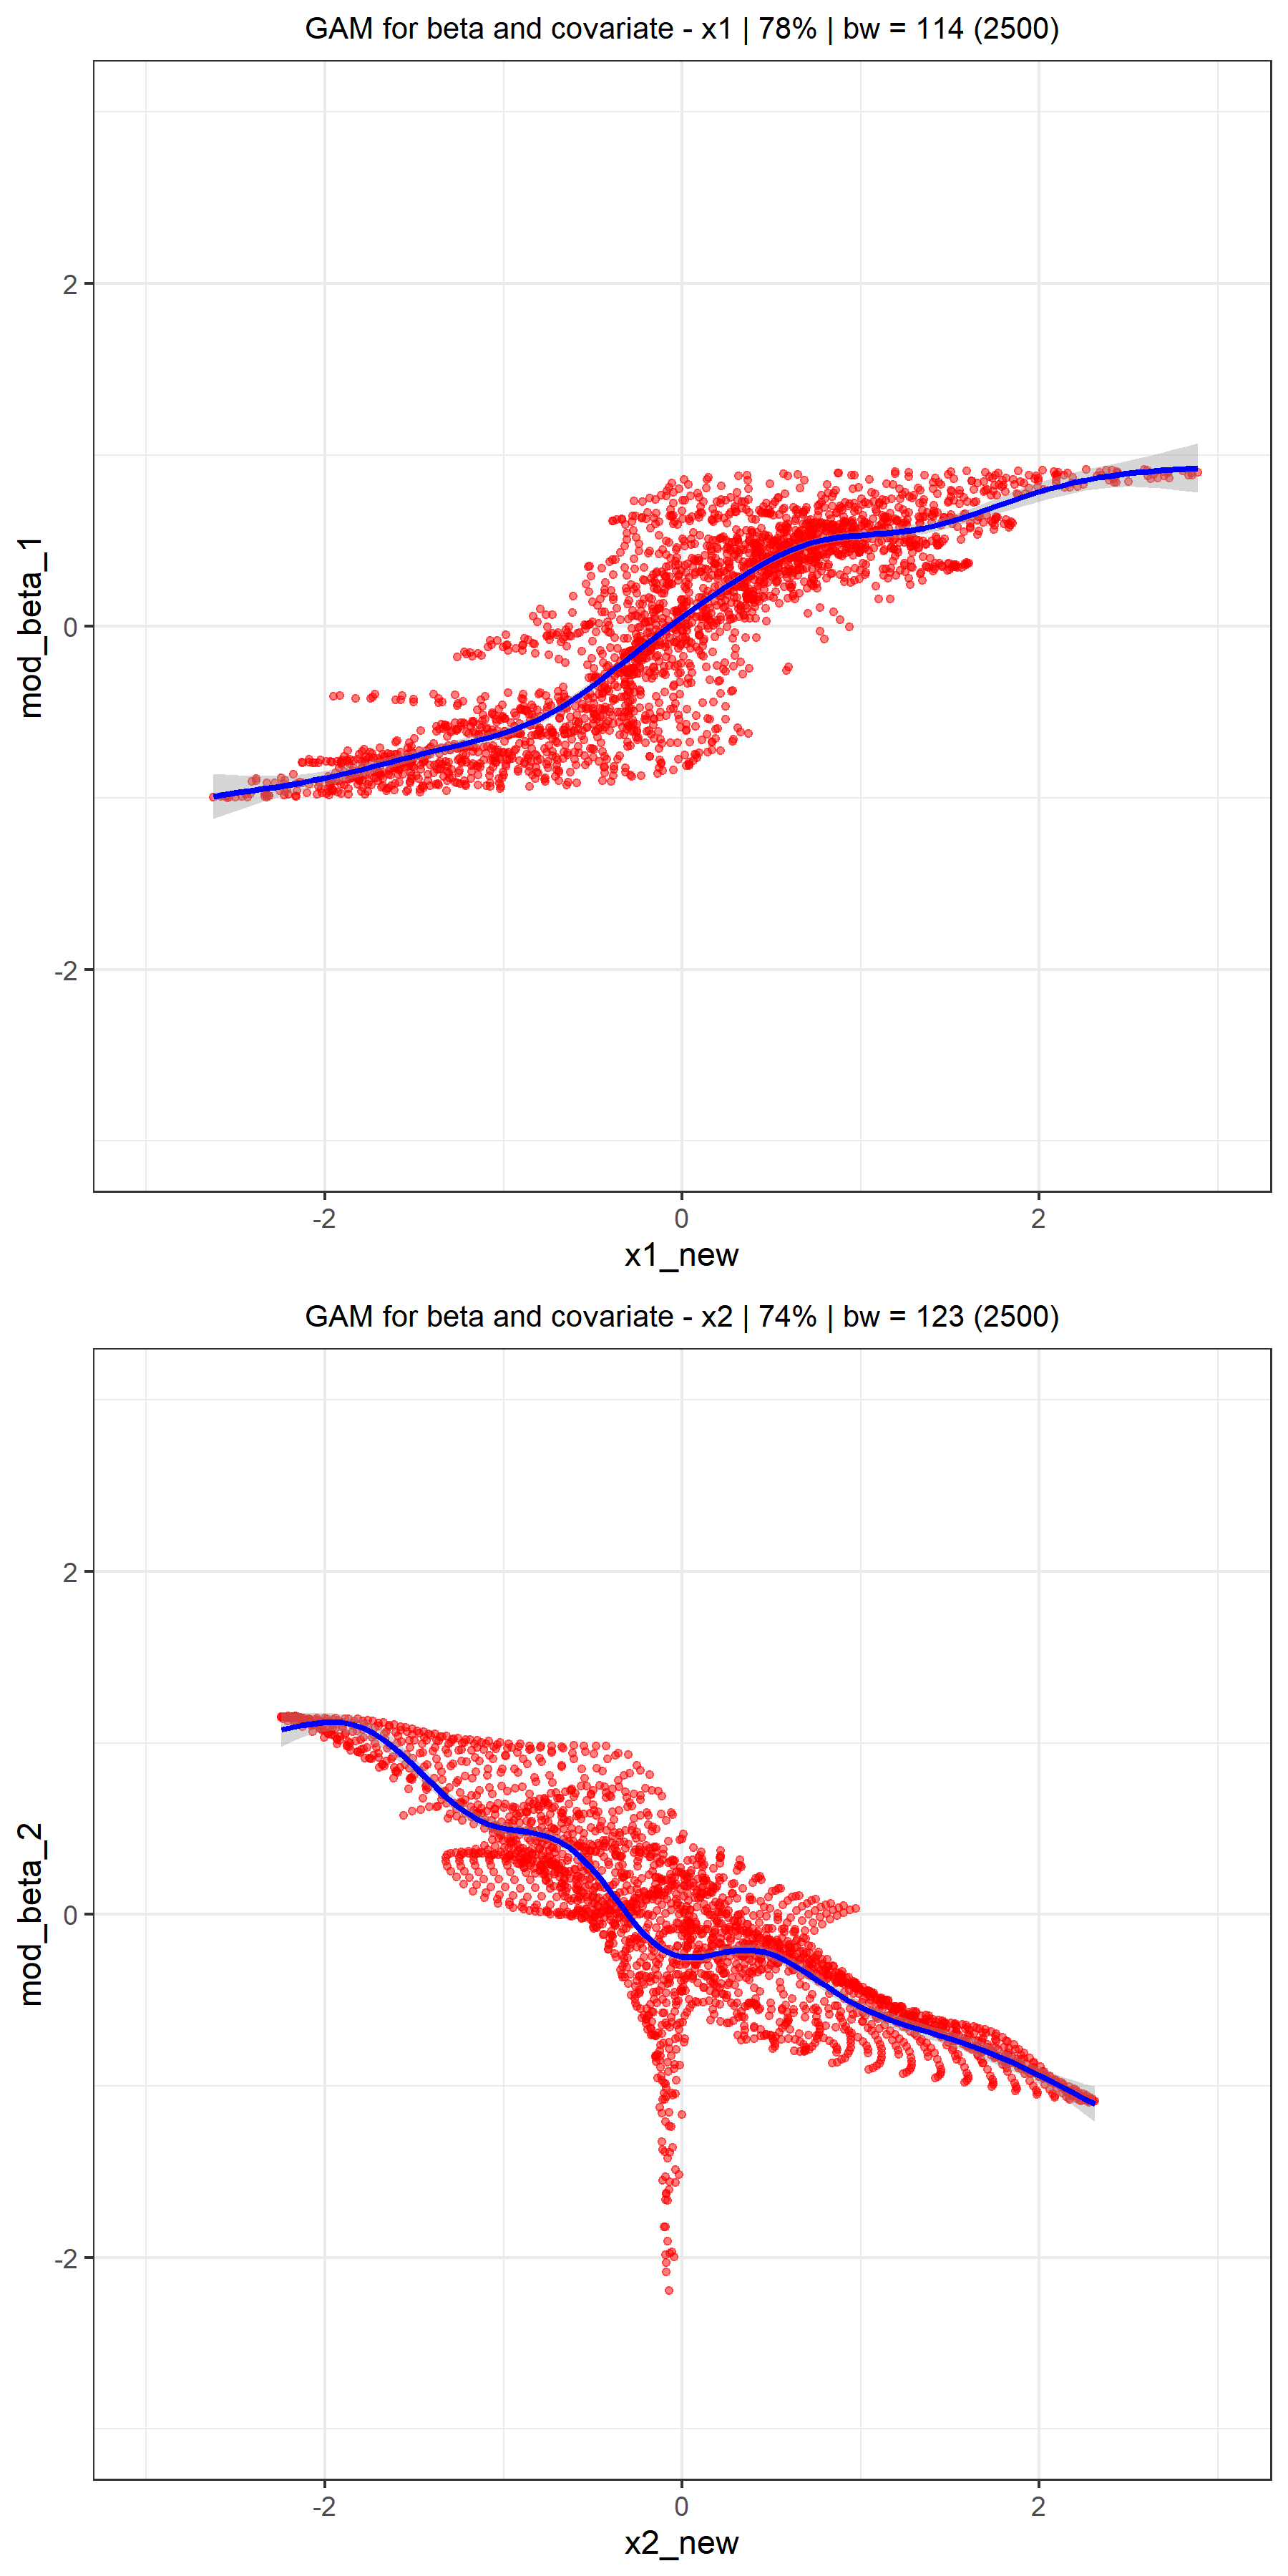 GAM for beta and covariate - x1 | 78% | bw = 114 (2500)
mod_beta_1
2
0
-2
-2
0
2
x1_new
GAM for beta and covariate - x2 | 74% | bw = 123 (2500)
mod_beta_2
2
0
-2
-2
0
2
x2_new